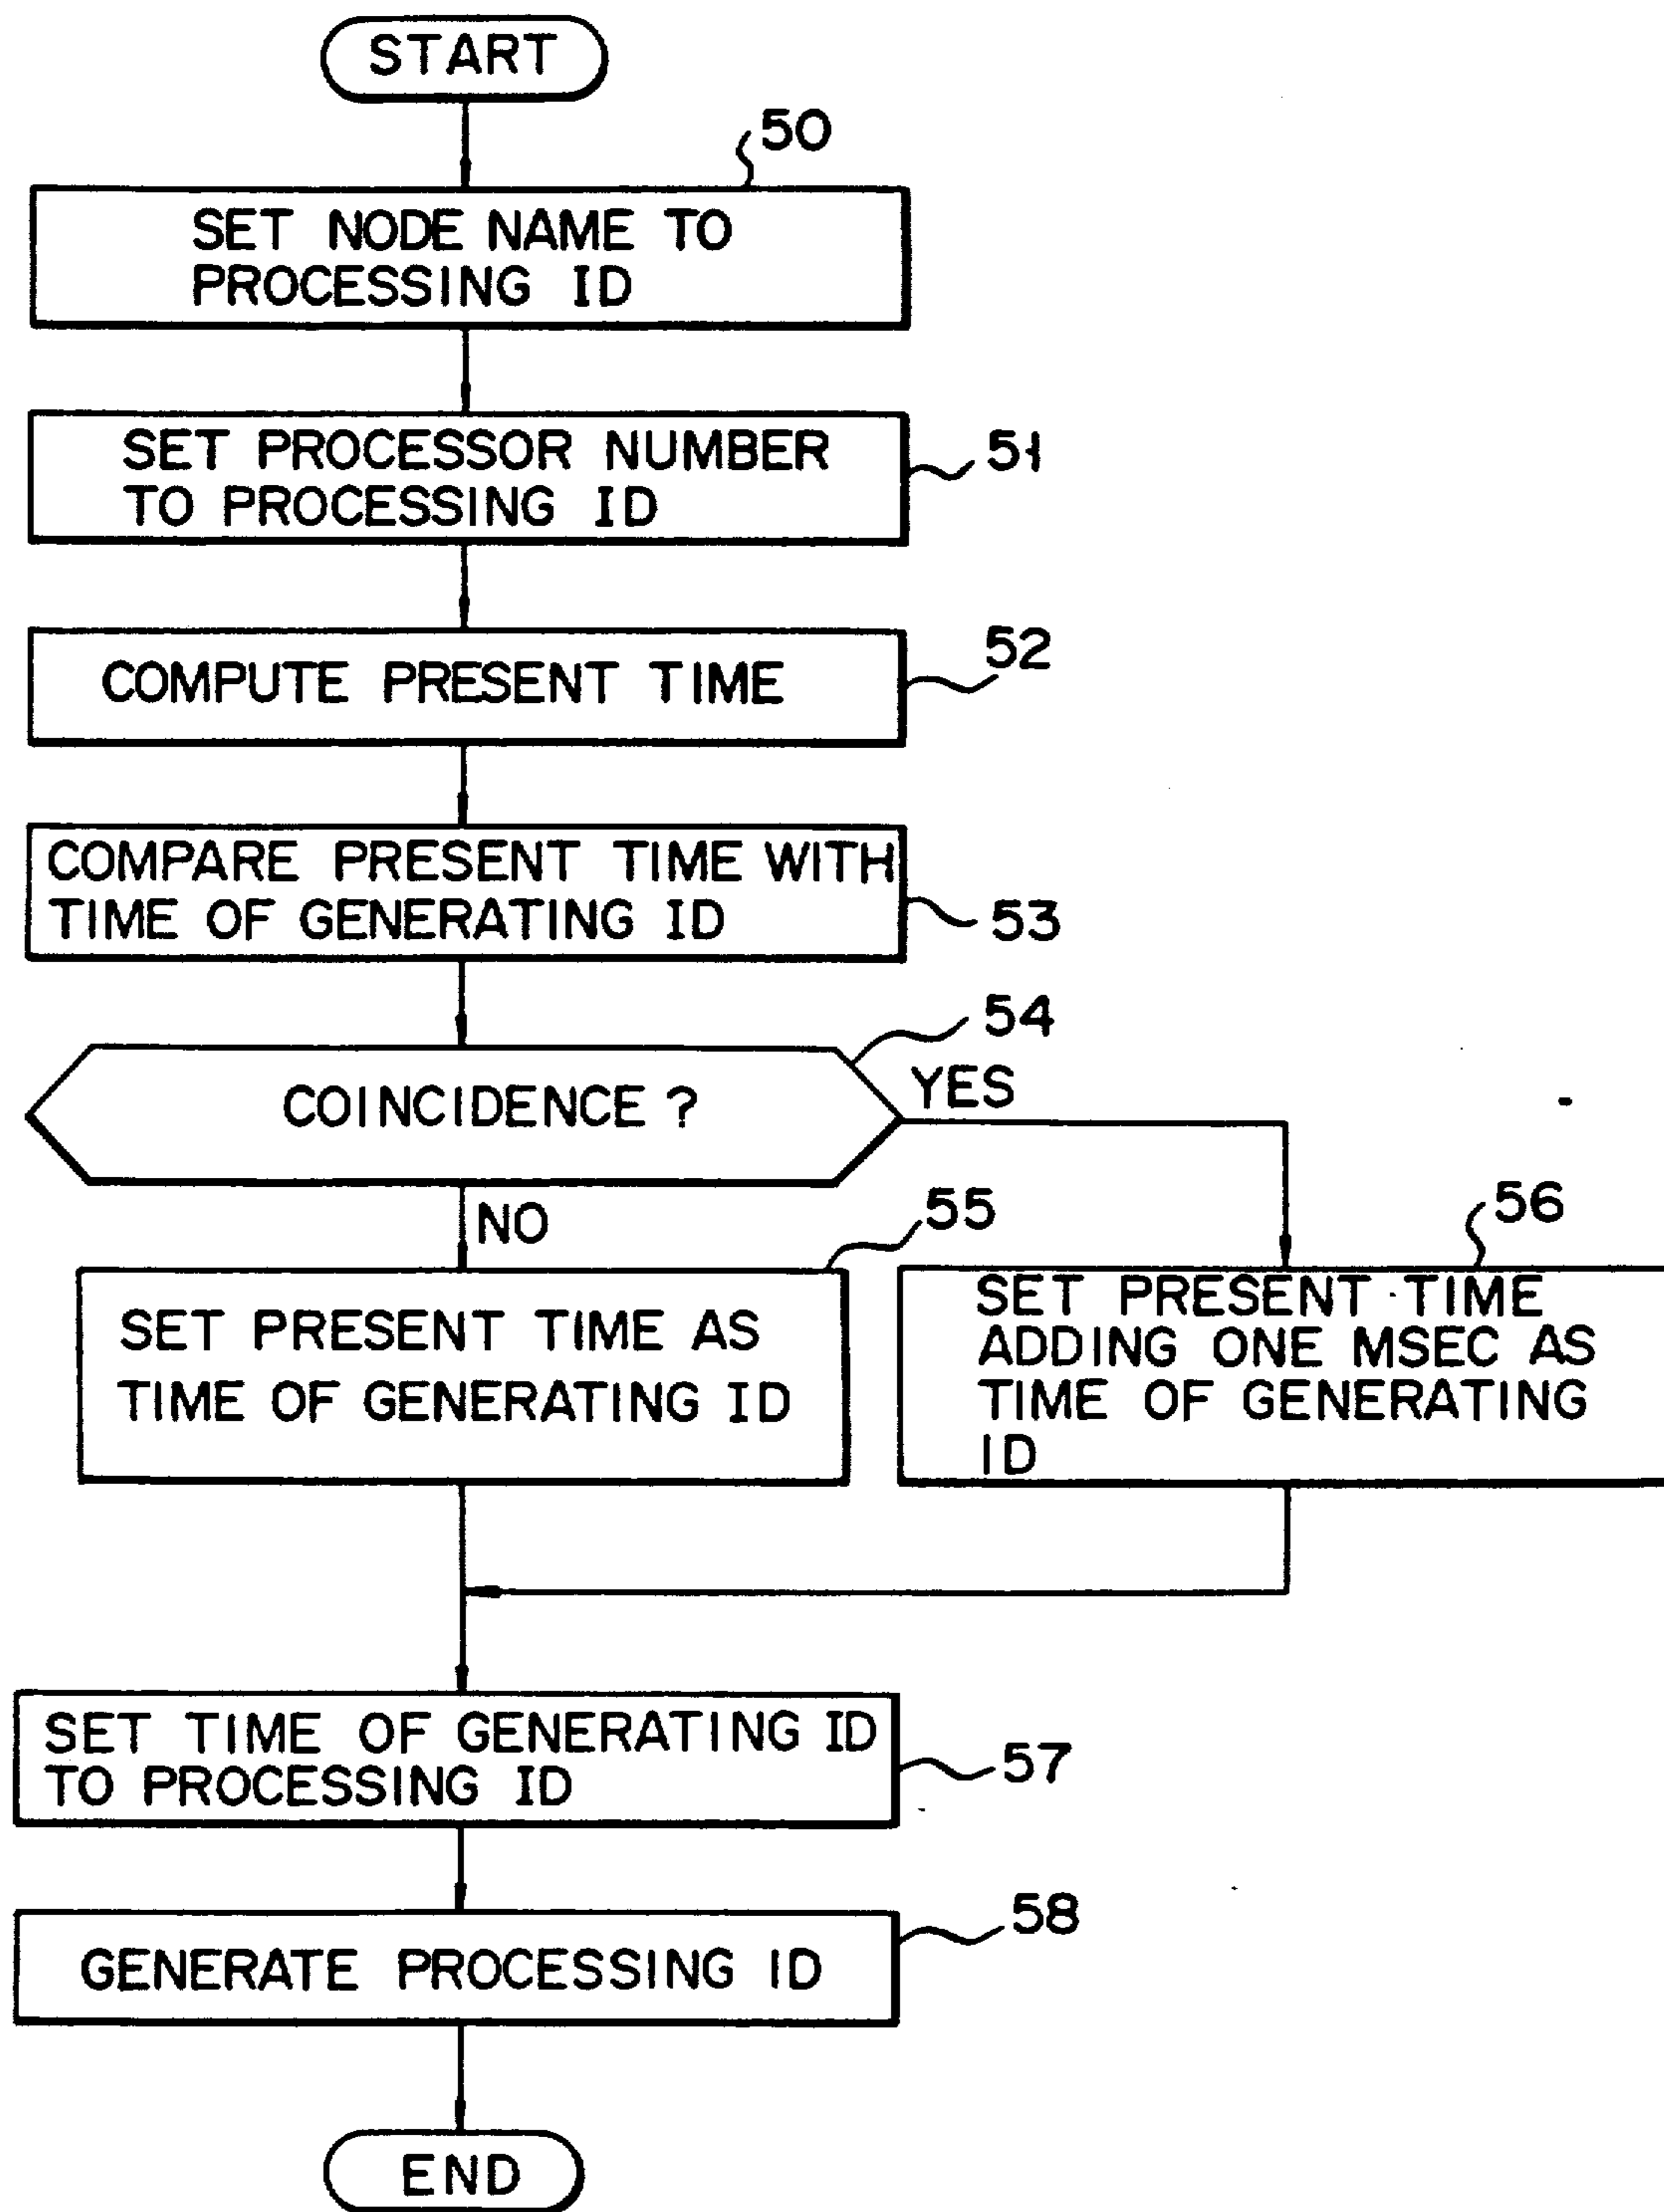 START
50
SET NODE NAME TO
PROCESSING ID
SET PROCESSOR NUMBER
TO PROCESSING ID
51
COMPUTE PRESENT TIME
52
COMPARE PRESENT TIME WITH
TIME OF GENERATING ID
53
54
COINCIDENCE ?
YES
NO
55
SET PRESENT TIME AS
TIME OF GENERATING ID
56
SET PRESENT TIME
ADDING ONE MSEC AS
TIME OF GENERATING
ID
SET TIME OF GENERATING ID
TO PROCESSING ID
57
58
GENERATE PROCESSING ID
END